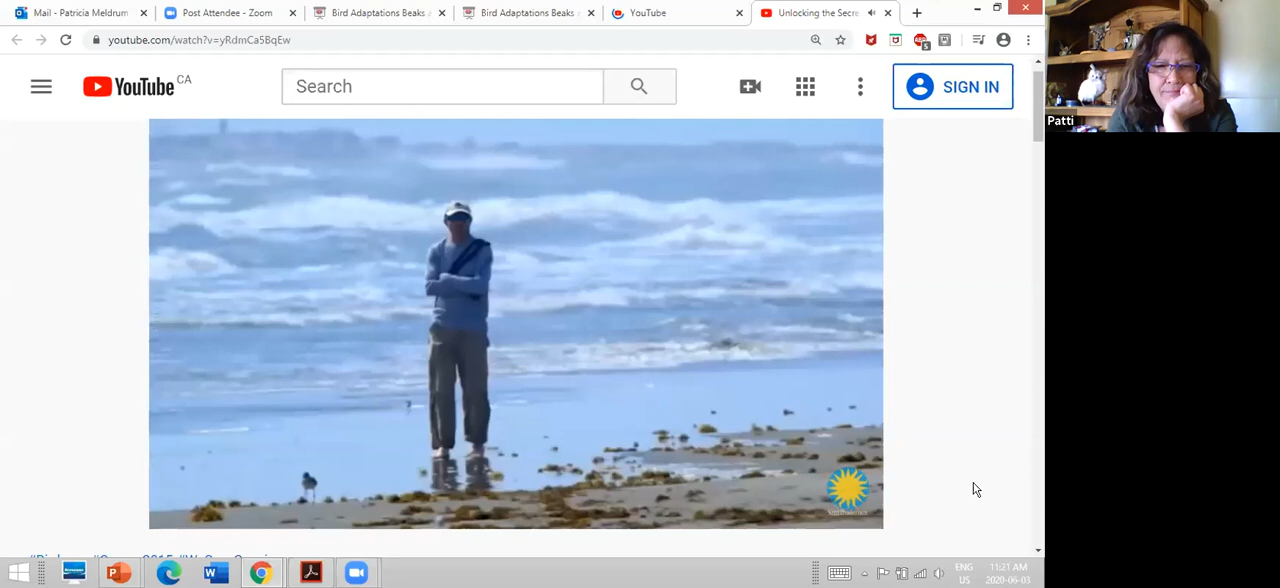 Mail - Patricia Meldrum
Post Attendee - Zoom
Bird Adaptations Beaks
Bird Adaptations Beaks
YouTube
Unlocking the Secre
youtube.com/watch?v=yRdmCa5BqEw
5
YouTube CA
Search
SIGN IN
Patti
ENG
US
11:21 AM
2020-06-03